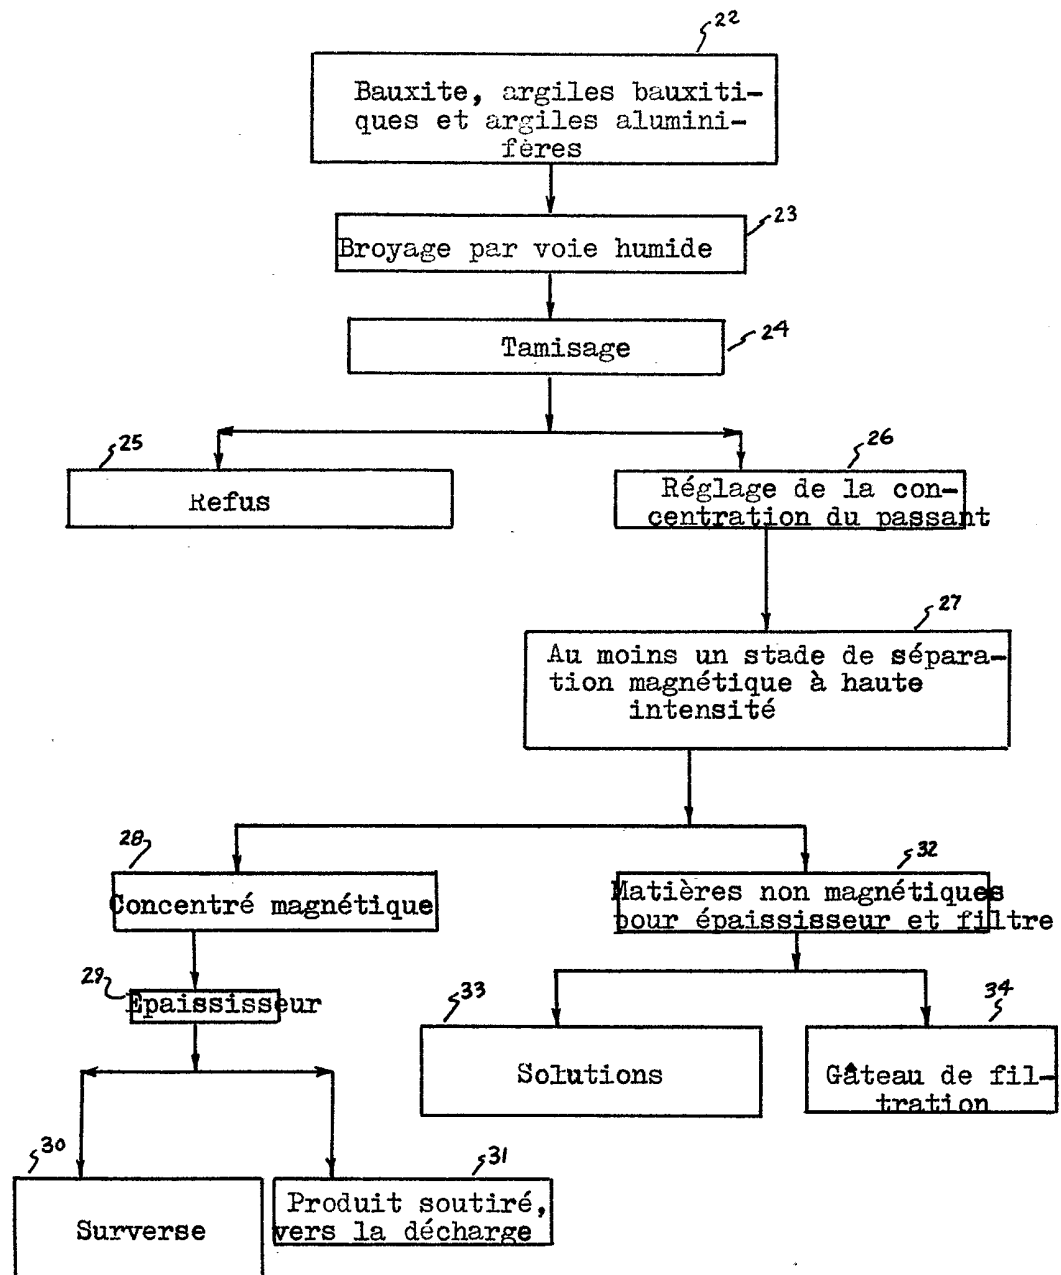 22
Bauxite, argiles bauxiti-
ques et argiles alumini-
fères
23
Broyage par voie humide
24
Tamisage
25
Refus
26
Réglage de la con-
centration du passant
27
Au moins un stade de sépara-
tion magnétique à haute
intensité
28
Concentré magnétique
32
Matières non magnétiques
pour épaississeur et filtre
29
Epaississeur
33
Solutions
34
Gâteau de fil-
tration
30
Surverse
31
Produit soutiré,
vers la décharge